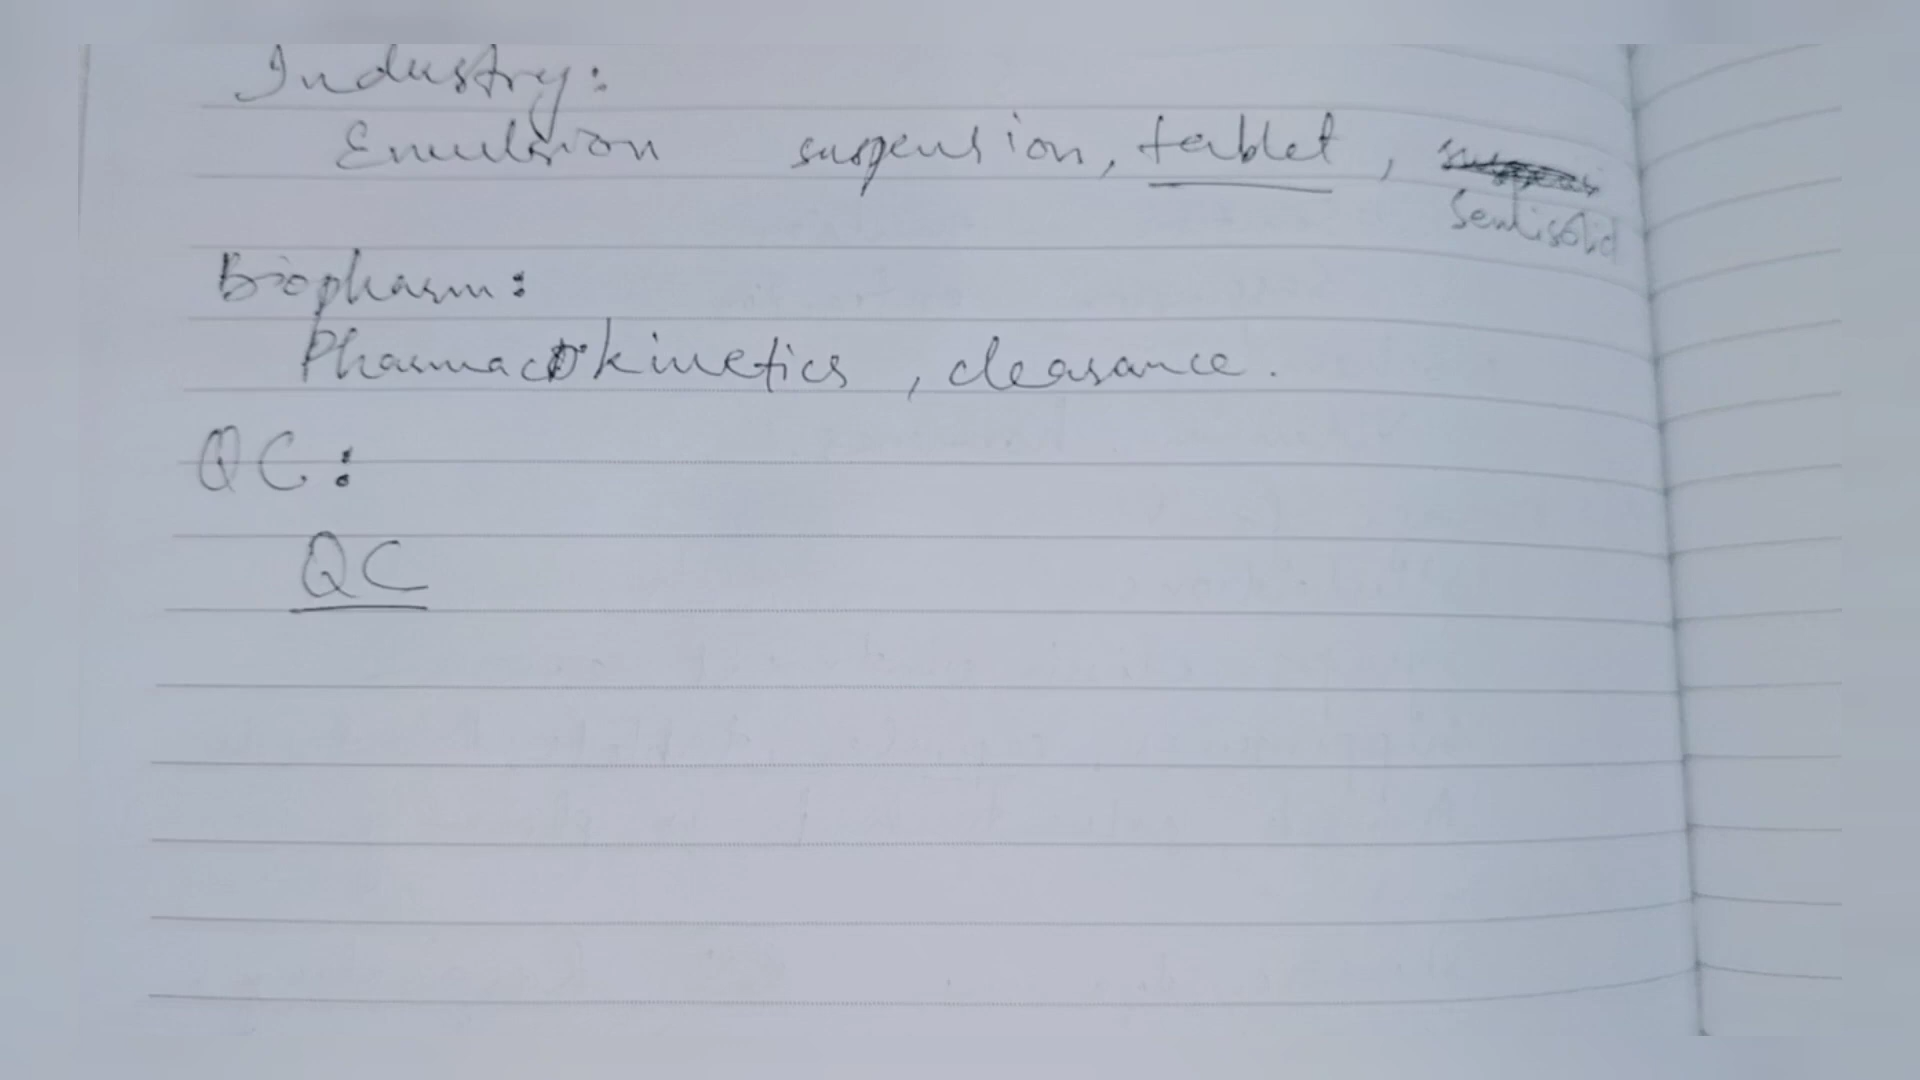 Industry:
Emulsion suspension, tablet,
Semisolid
Biopharm:
Pharmacokinetics, clearance.
QC:
QC